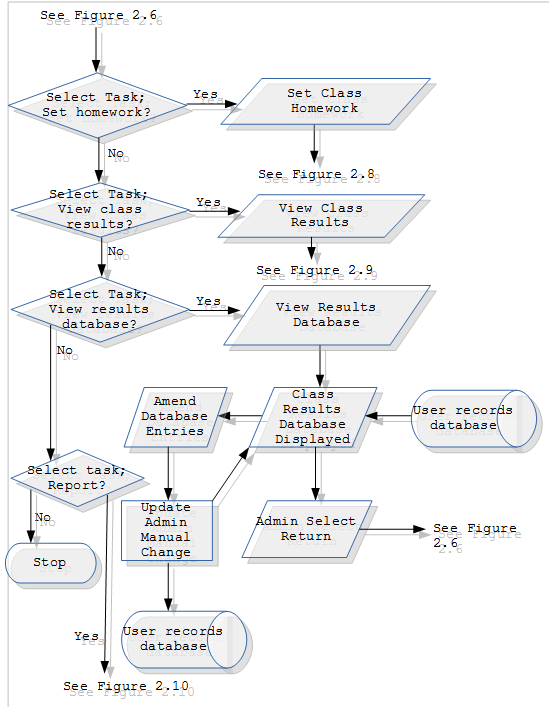 See Figure 2.6
Select Task;
Set homework?
Yes
Set Class
Homework
No
See Figure 2.8
Select Task;
View class
results?
Yes
View Class
Results
No
See Figure 2.9
Select Task;
View results
database?
Yes
View Results
Database
No
Amend
Database
Entries
Class
Results
Database
Displayed
User records
database
Select task;
Report?
No
Update
Admin
Manual
Change
Admin Select
Return
See Figure
2.6
Stop
User records
database
Yes
See Figure 2.10